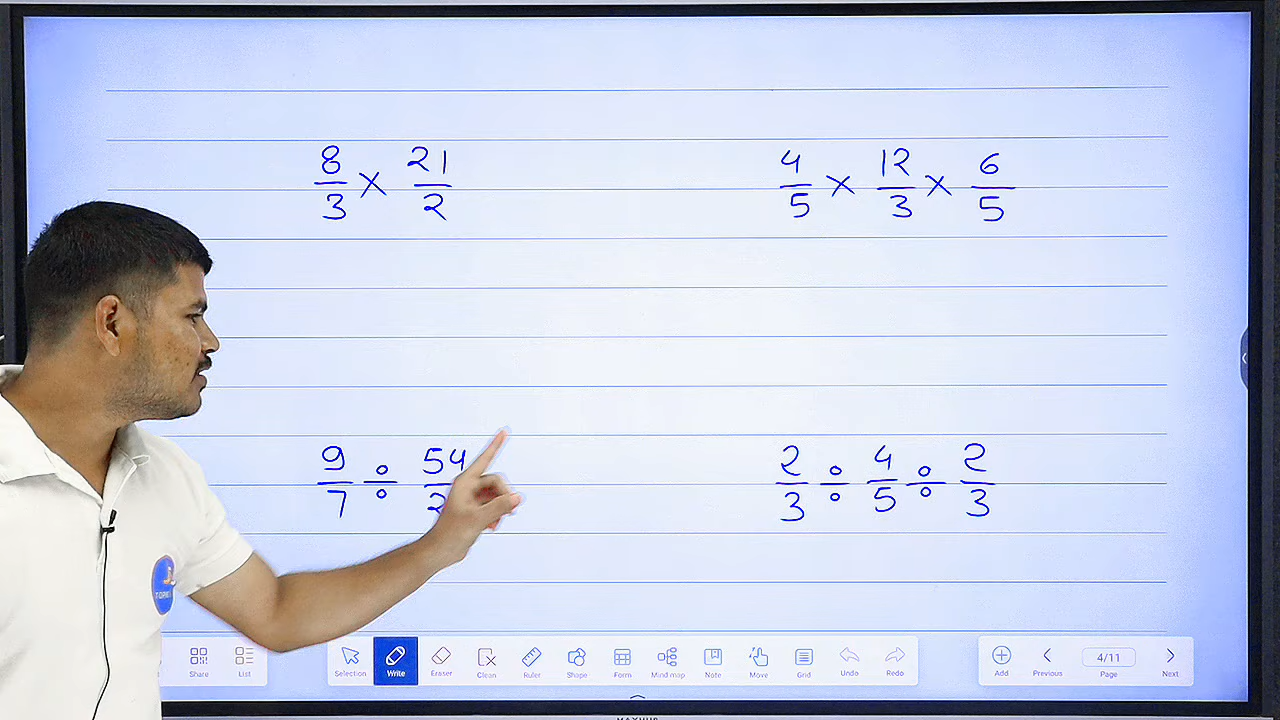 8/3 × 21/2
4/5 × 12/3 × 6/5
9/7 ÷ 54/2
2/3 ÷ 4/5 ÷ 2/3
Share
List
Selection
Write
Eraser
Clean
Ruler
Shape
Form
Mind map
Note
Move
Grid
Undo
Redo
Add
Previous
4/11
Page
Next